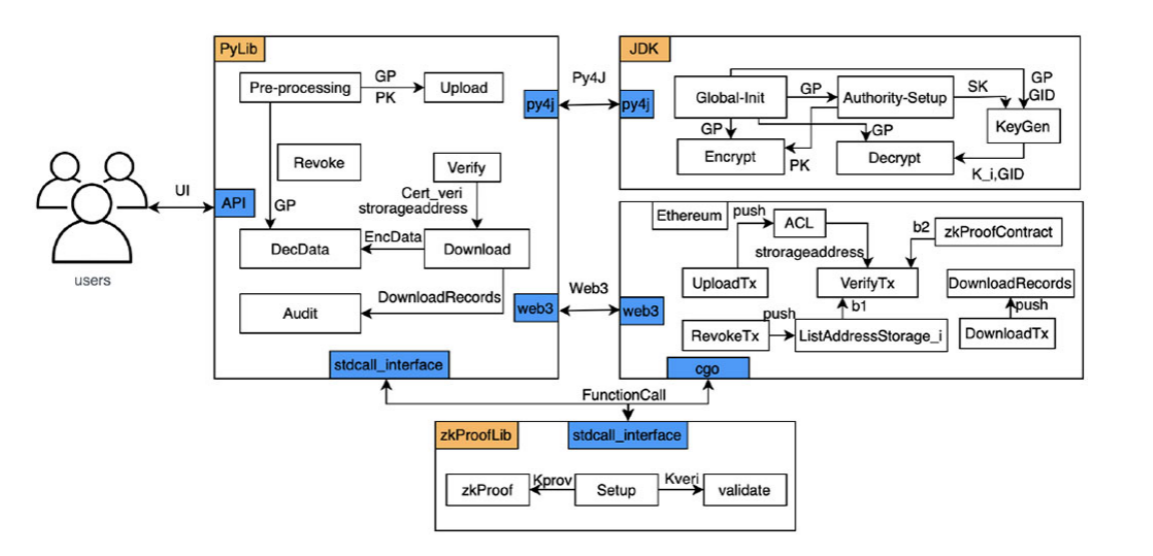 users
UI
PyLib
Pre-processing
GP
PK
Upload
py4j
Revoke
Verify
Cert_veri
strorageaddress
API
GP
DecData
EncData
Download
DownloadRecords
Audit
web3
stdcall_interface
Py4J
Web3
JDK
py4j
Global-Init
GP
Authority-Setup
SK
GP
GID
KeyGen
GP
GP
Encrypt
PK
Decrypt
K_i,GID
Ethereum
push
ACL
b2
zkProofContract
strorageaddress
UploadTx
VerifyTx
DownloadRecords
web3
push
b1
push
RevokeTx
ListAddressStorage_i
DownloadTx
cgo
FunctionCall
zkProofLib
stdcall_interface
zkProof
Kprov
Setup
Kveri
validate